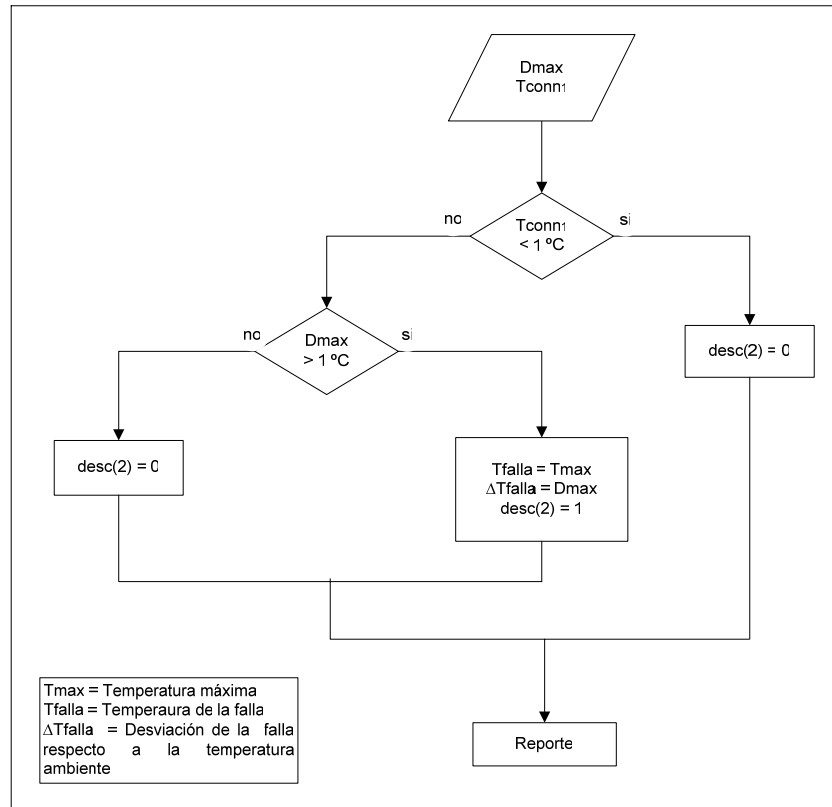 Dmax
Tconn1
no
Tconn1
< 1 ºC
si
no
Dmax
> 1 ºC
si
desc(2) = 0
desc(2) = 0
Tfalla = Tmax
∆Tfalla = Dmax
desc(2) = 1
Tmax = Temperatura máxima
Tfalla = Temperaura de la falla
∆Tfalla = Desviación de la falla
respecto a la temperatura
ambiente
Reporte